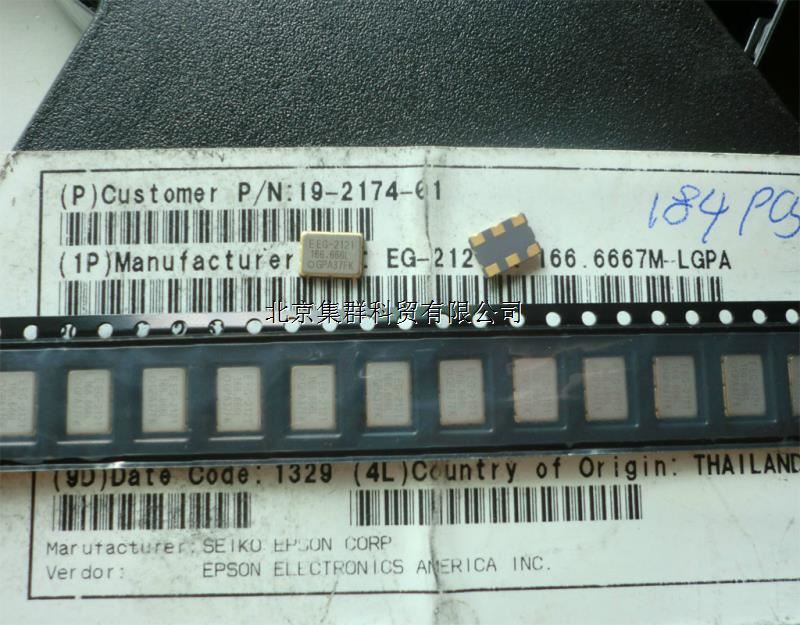 (P)Customer P/N:19-2174-01
184 pcs
E EG-2121
166.666L
GPA37FK
(1P)Manufacturer EG-212 166.6667M-LGPA
北京集群科贸有限公司
(9D)Date Code: 1329 (4L)Country of Origin: THAILAND
Manufacturer: SEIKO EPSON CORP
Vendor: EPSON ELECTRONICS AMERICA INC.